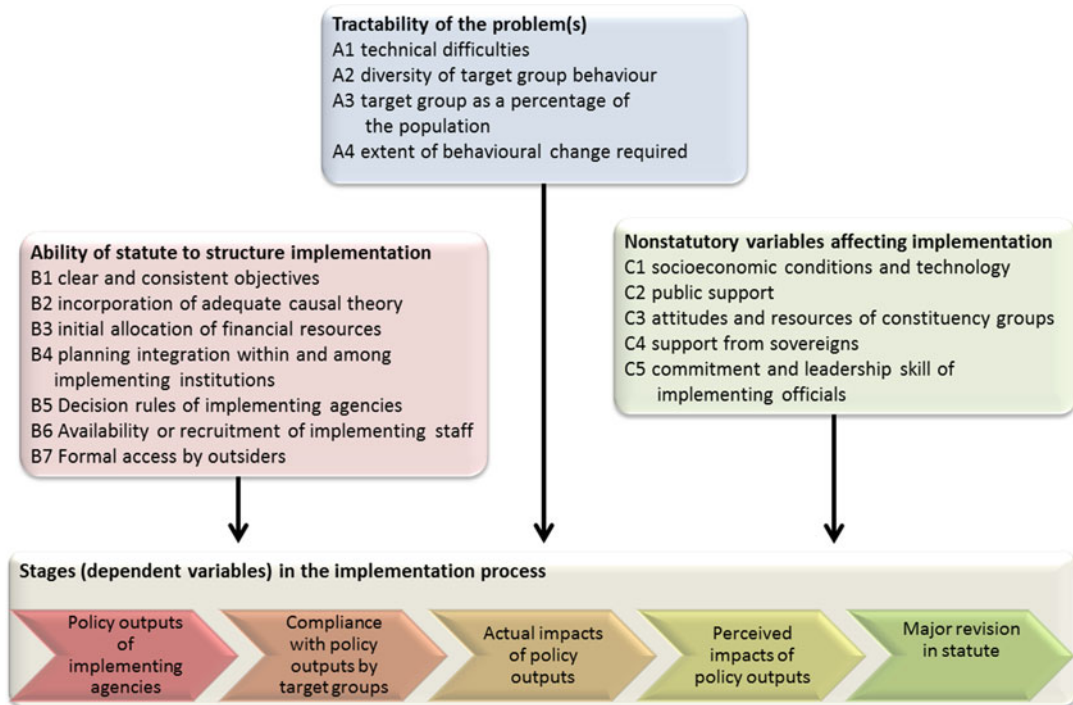 Tractability of the problem(s)
A1 technical difficulties
A2 diversity of target group behaviour
A3 target group as a percentage of
the population
A4 extent of behavioural change required
Ability of statute to structure implementation
B1 clear and consistent objectives
B2 incorporation of adequate causal theory
B3 initial allocation of financial resources
B4 planning integration within and among
implementing institutions
B5 Decision rules of implementing agencies
B6 Availability or recruitment of implementing staff
B7 Formal access by outsiders
Nonstatutory variables affecting implementation
C1 socioeconomic conditions and technology
C2 public support
C3 attitudes and resources of constituency groups
C4 support from sovereigns
C5 commitment and leadership skill of
implementing officials
Stages (dependent variables) in the implementation process
Policy outputs
of
implementing
agencies
Compliance
with policy
outputs by
target groups
Actual impacts
of policy
outputs
Perceived
impacts of
policy outputs
Major revision
in statute